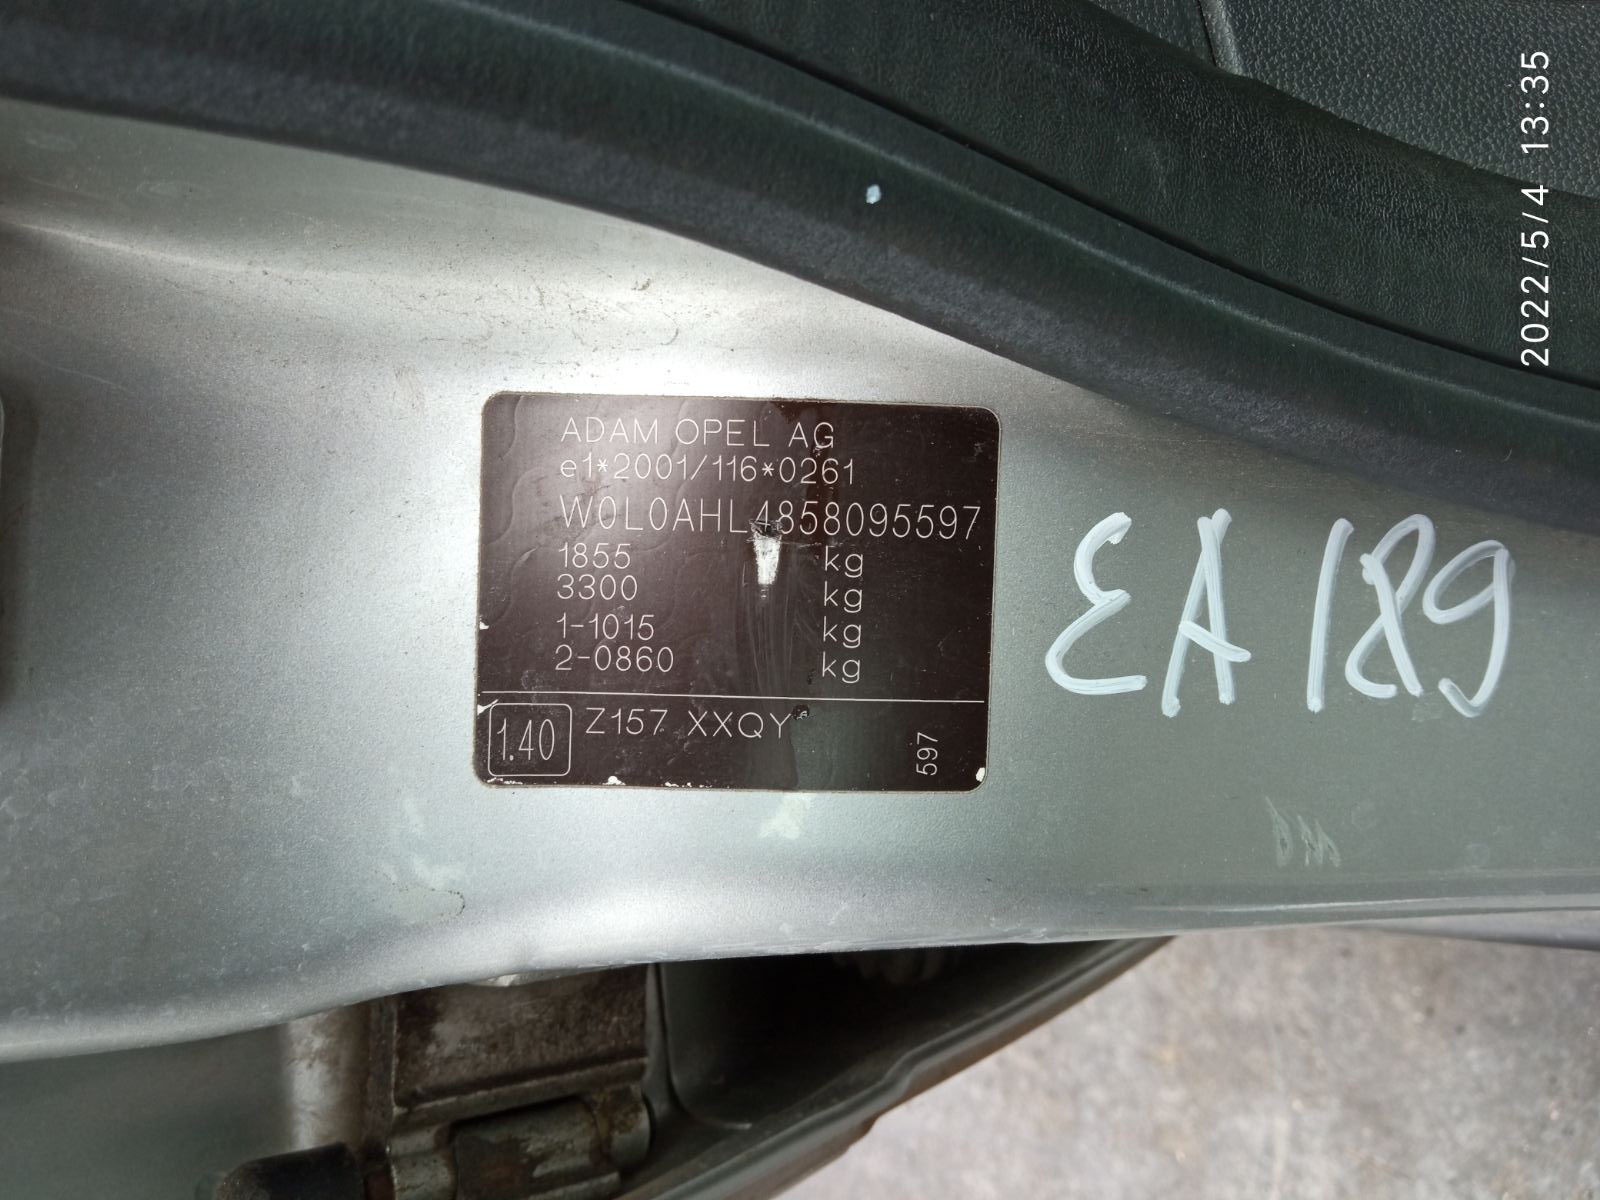 ADAM OPEL AG
e1*2001/116*0261
W0L0AHL4858095597
1855 kg
3300 kg
1-1015 kg
2-0860 kg
1.40
Z157 XXQY
597
EA 189
2022/5/4 13:35